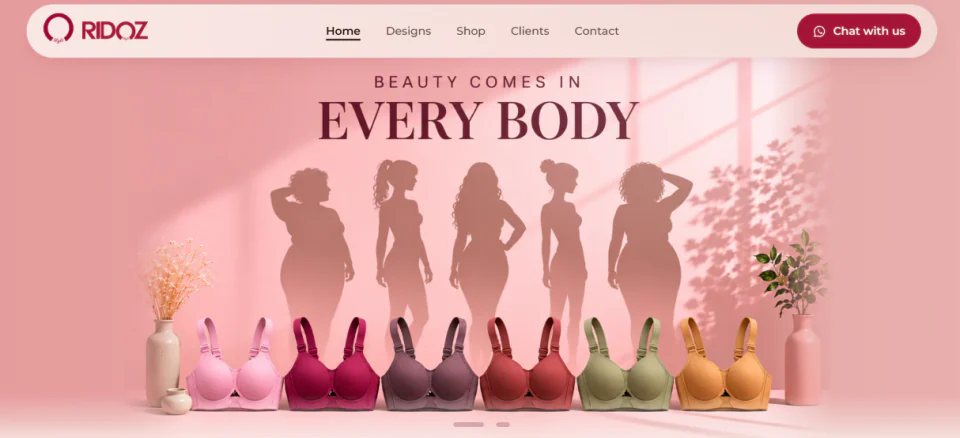 RIDOZ
Home
Designs
Shop
Clients
Contact
Chat with us
BEAUTY COMES IN
EVERY BODY